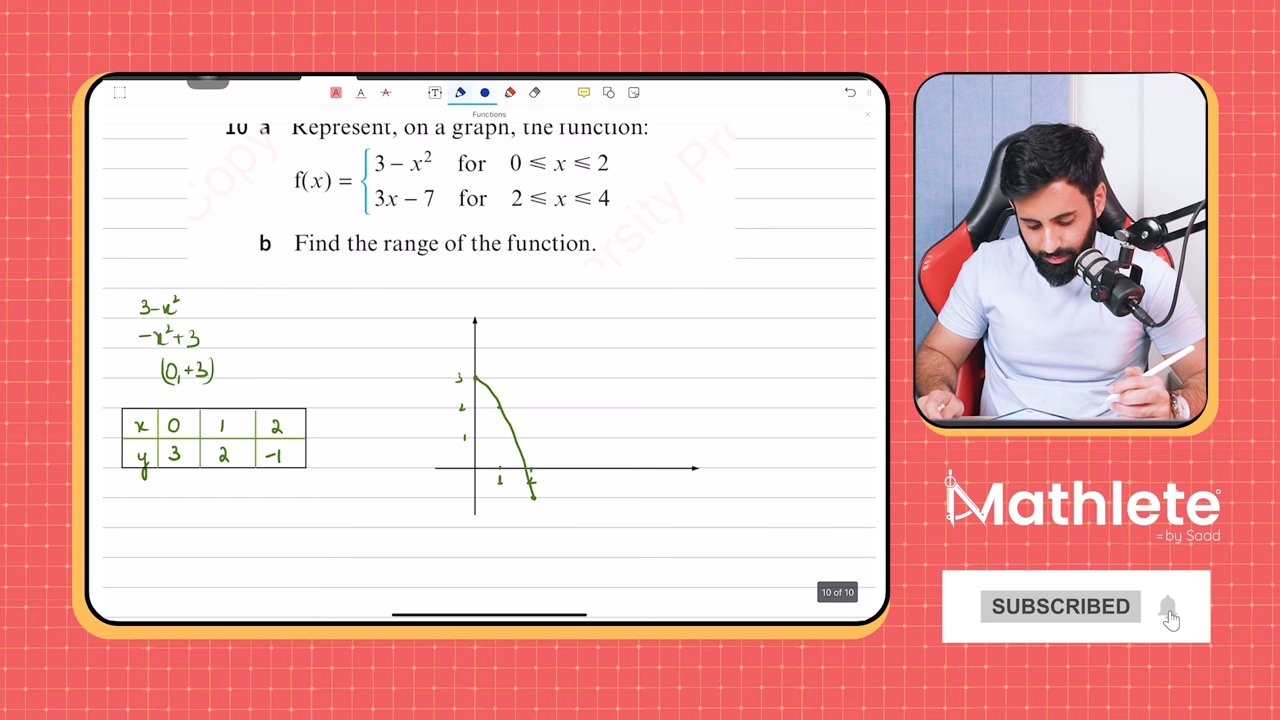 Functions
10 a Represent, on a graph, the function:
f(x) = { 3 − x² for 0 ⩽ x ⩽ 2
3x − 7 for 2 ⩽ x ⩽ 4
b Find the range of the function.
3-x²
-x²+3
(0,+3)
x 0 1 2
y 3 2 -1
3
2
1
1 2
10 of 10
Mathlete
= by Saad
SUBSCRIBED